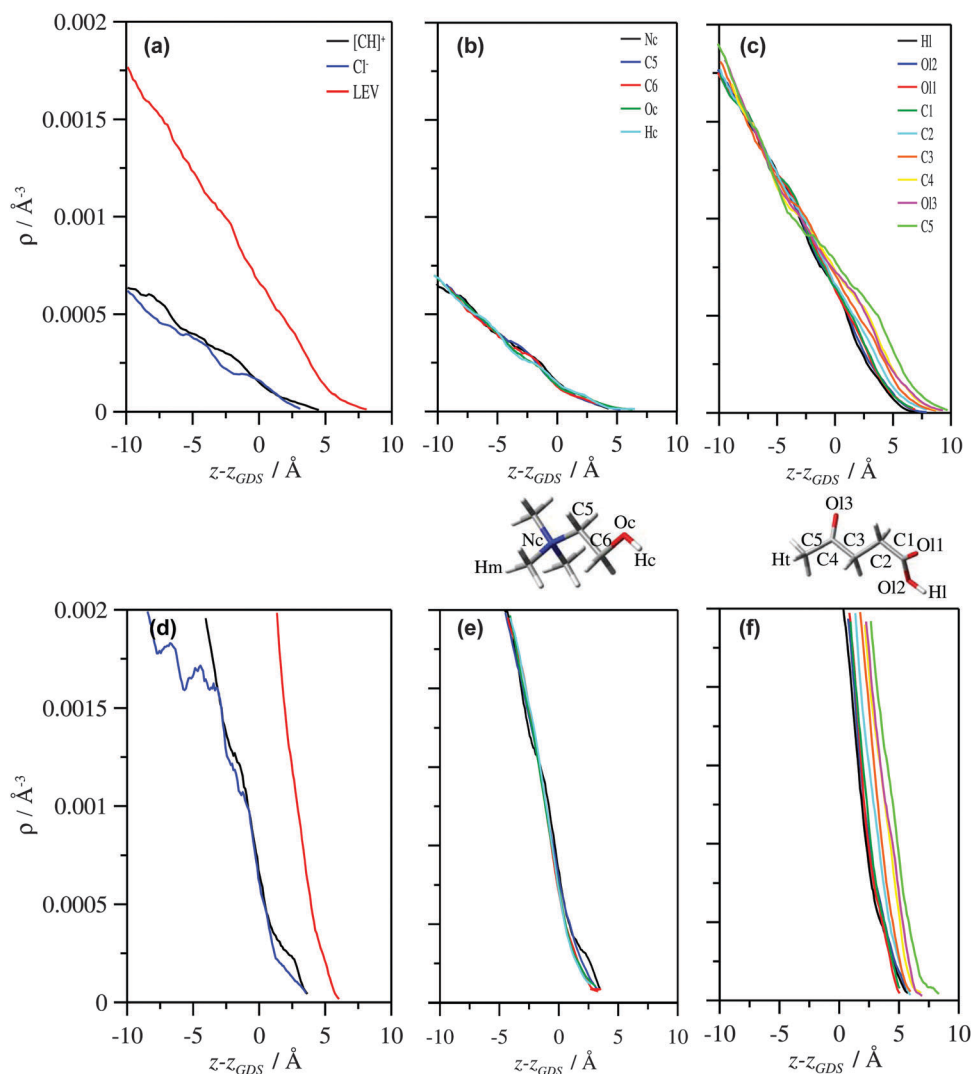 (a)
[CH]⁺
Cl⁻
LEV
(b)
Nc
C5
C6
Oc
Hc
(c)
Hl
Ol2
Ol1
C1
C2
C3
C4
Ol3
C5
0.002
0.0015
0.001
0.0005
0
ρ / Å⁻³
-10 -5 0 5 10
-10 -5 0 5 10
-10 -5 0 5 10
z-z_GDS / Å
z-z_GDS / Å
z-z_GDS / Å
C5
Oc
Nc
C6
Hm
Hc
Ol3
C5
C3
C1
Ol1
Ht
C4
C2
Ol2
Hl
(d)
(e)
(f)
0.002
0.0015
0.001
0.0005
0
ρ / Å⁻³
-10 -5 0 5 10
-10 -5 0 5 10
-10 -5 0 5 10
z-z_GDS / Å
z-z_GDS / Å
z-z_GDS / Å